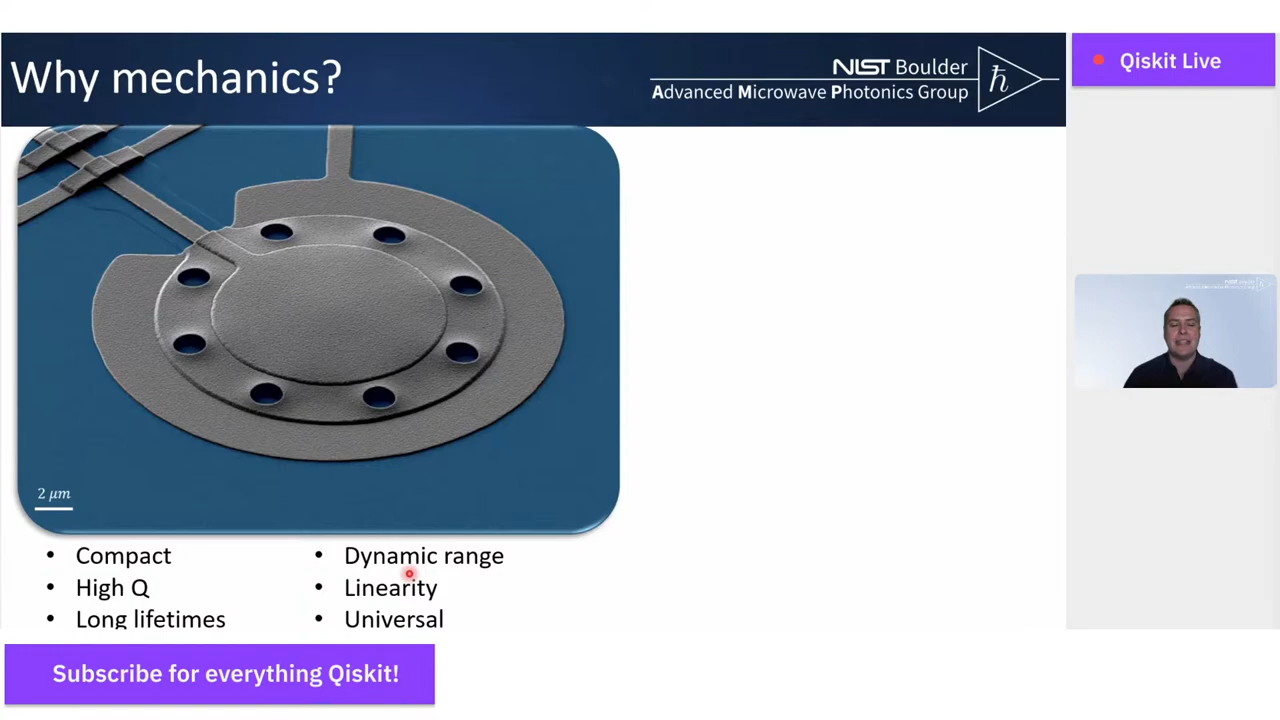 Why mechanics?
NIST Boulder
Advanced Microwave Photonics Group
ħ
Qiskit Live
2 μm
• Compact
• High Q
• Long lifetimes
• Dynamic range
• Linearity
• Universal
Subscribe for everything Qiskit!